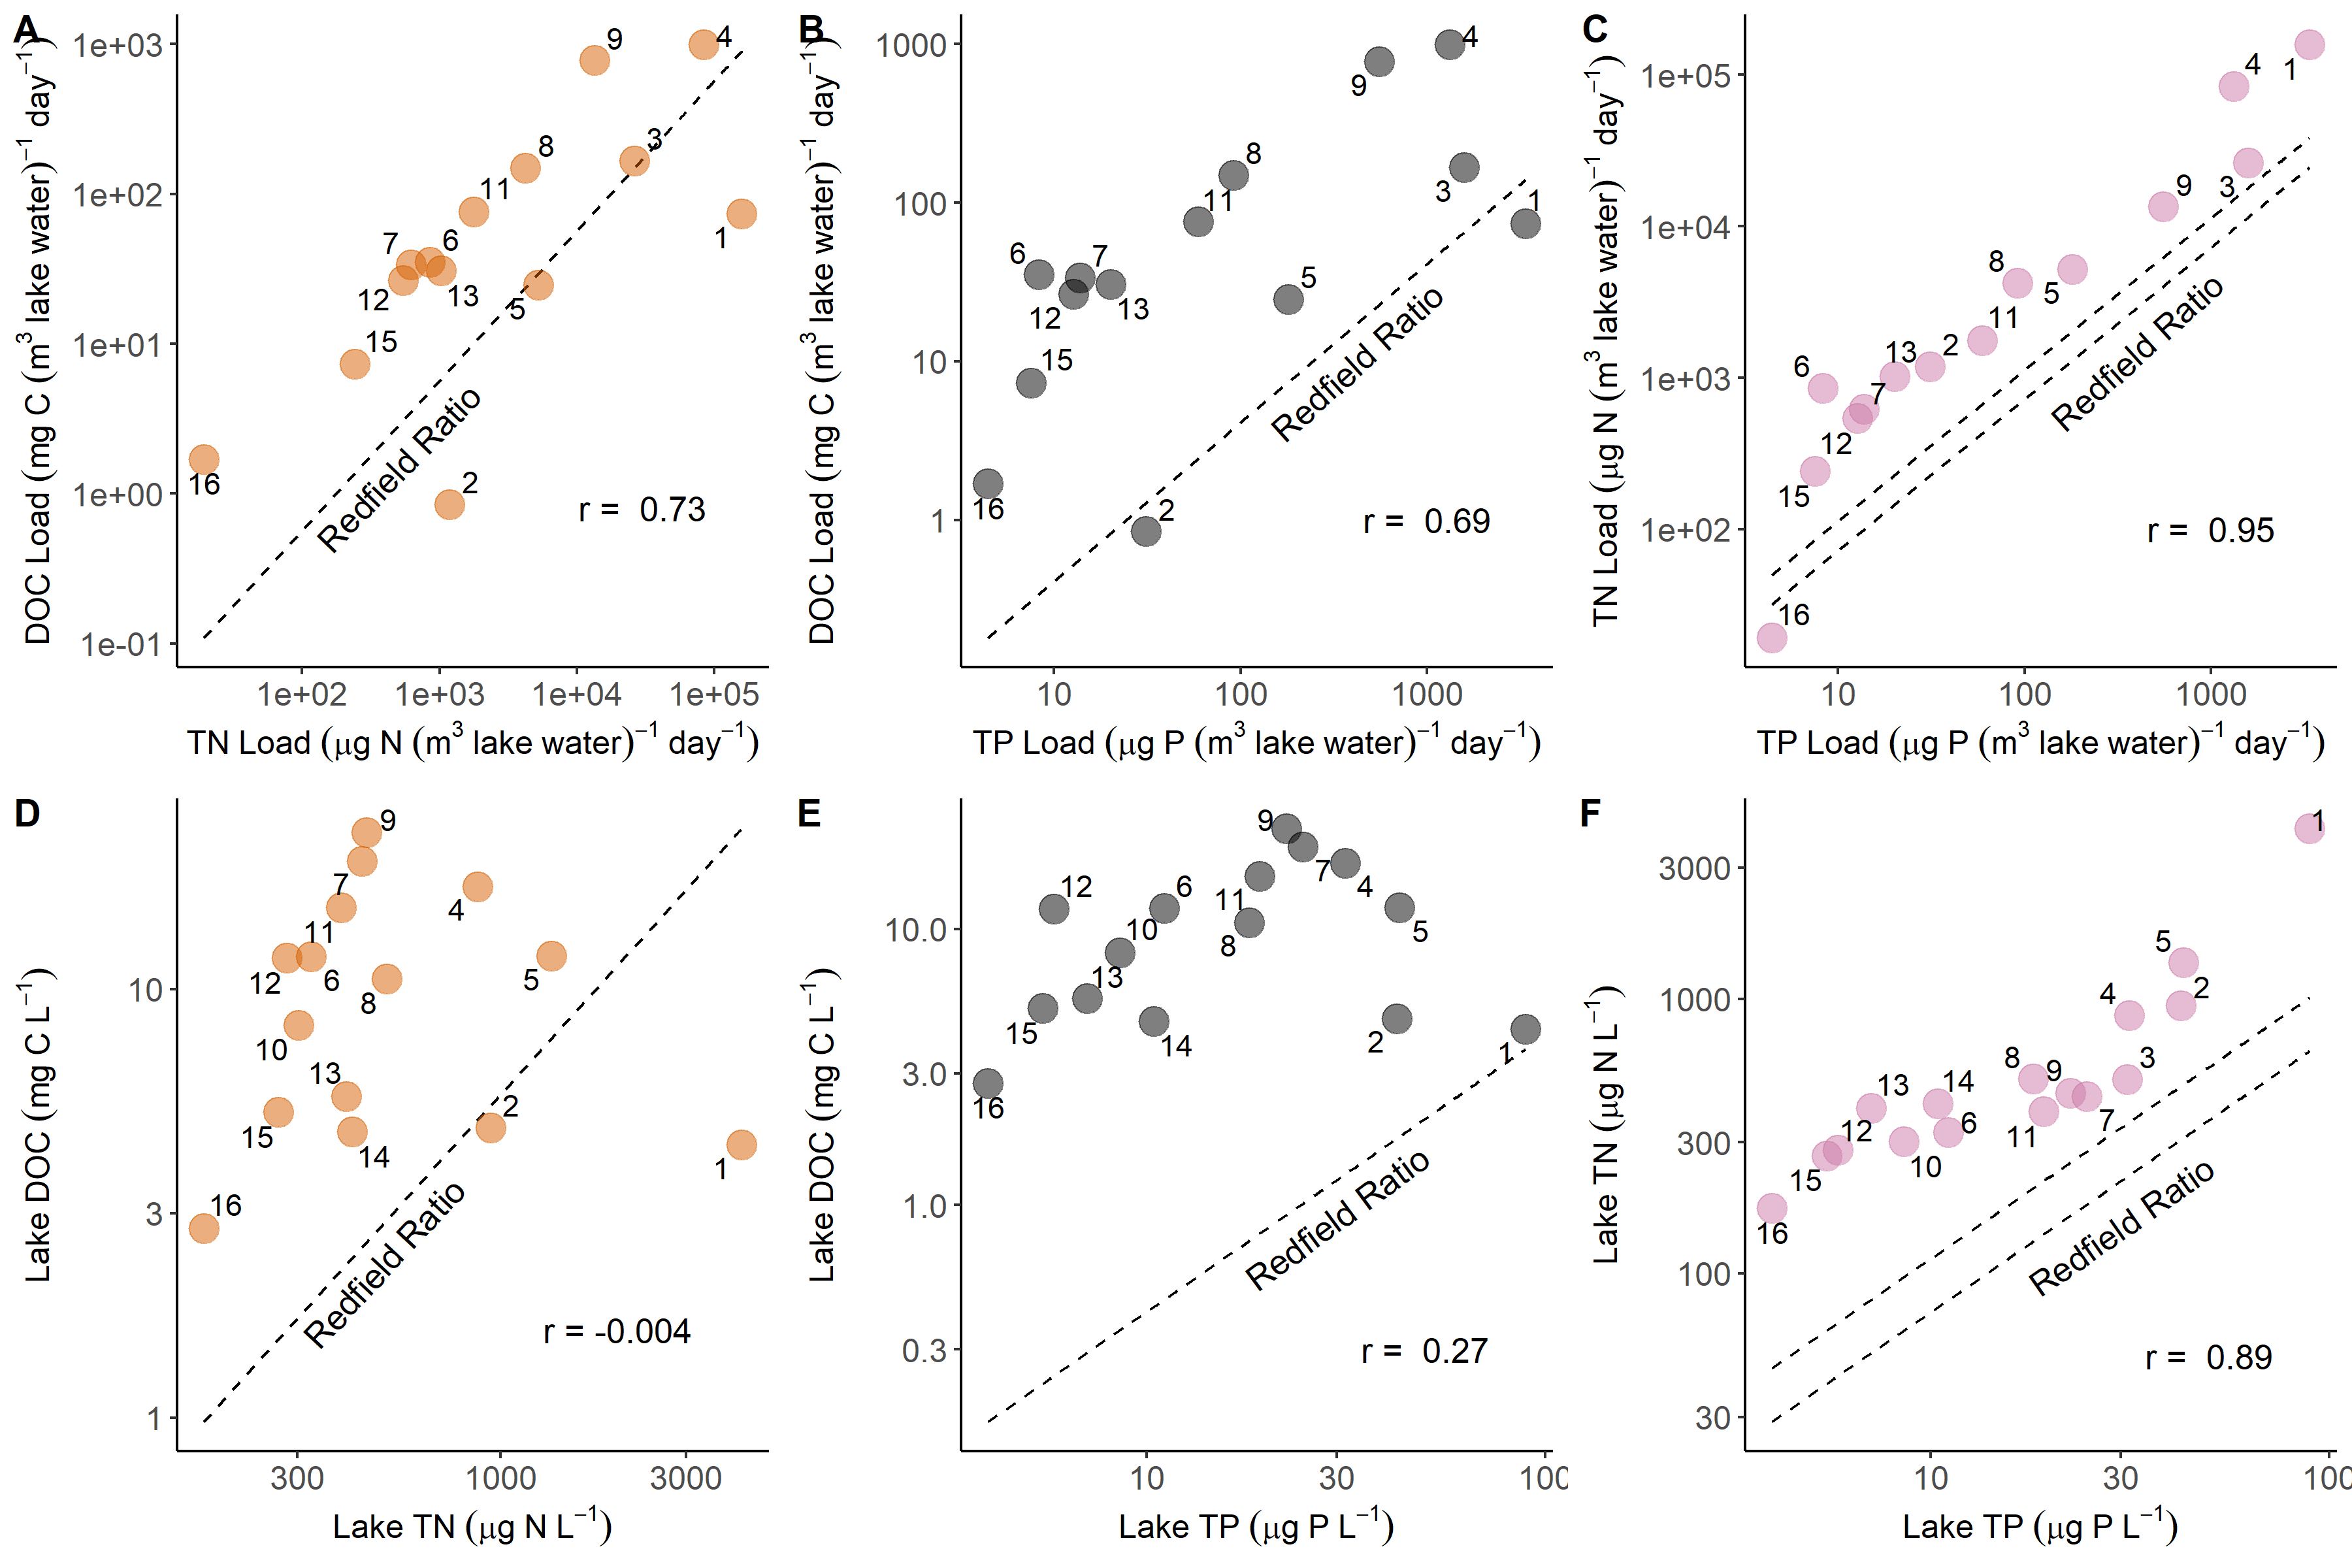 A
DOC Load (mg C (m³ lake water)⁻¹ day⁻¹)
1e+03
1e+02
1e+01
1e+00
1e-01
9
4
3
8
11
1
7
6
12
13
5
15
16
2
Redfield Ratio
r = 0.73
1e+02 1e+03 1e+04 1e+05
TN Load (μg N (m³ lake water)⁻¹ day⁻¹)
B
DOC Load (mg C (m³ lake water)⁻¹ day⁻¹)
1000
100
10
1
4
9
8
3
11
1
6
7
5
12
13
15
16
2
Redfield Ratio
r = 0.69
10 100 1000
TP Load (μg P (m³ lake water)⁻¹ day⁻¹)
C
TN Load (μg N (m³ lake water)⁻¹ day⁻¹)
1e+05
1e+04
1e+03
1e+02
4
1
9
3
8
5
11
2
13
6
7
12
15
16
Redfield Ratio
r = 0.95
10 100 1000
TP Load (μg P (m³ lake water)⁻¹ day⁻¹)
D
Lake DOC (mg C L⁻¹)
10
3
1
9
7
4
11
12
6
8
5
10
13
15
14
2
1
16
Redfield Ratio
r = -0.004
300 1000 3000
Lake TN (μg N L⁻¹)
E
Lake DOC (mg C L⁻¹)
10.0
3.0
1.0
0.3
9
7
4
12
6
11
10
8
5
13
15
14
2
1
16
Redfield Ratio
r = 0.27
10 30 100
Lake TP (μg P L⁻¹)
F
Lake TN (μg N L⁻¹)
3000
1000
300
100
30
1
5
2
4
8
9
3
13
14
7
11
6
12
10
15
16
Redfield Ratio
r = 0.89
10 30 100
Lake TP (μg P L⁻¹)